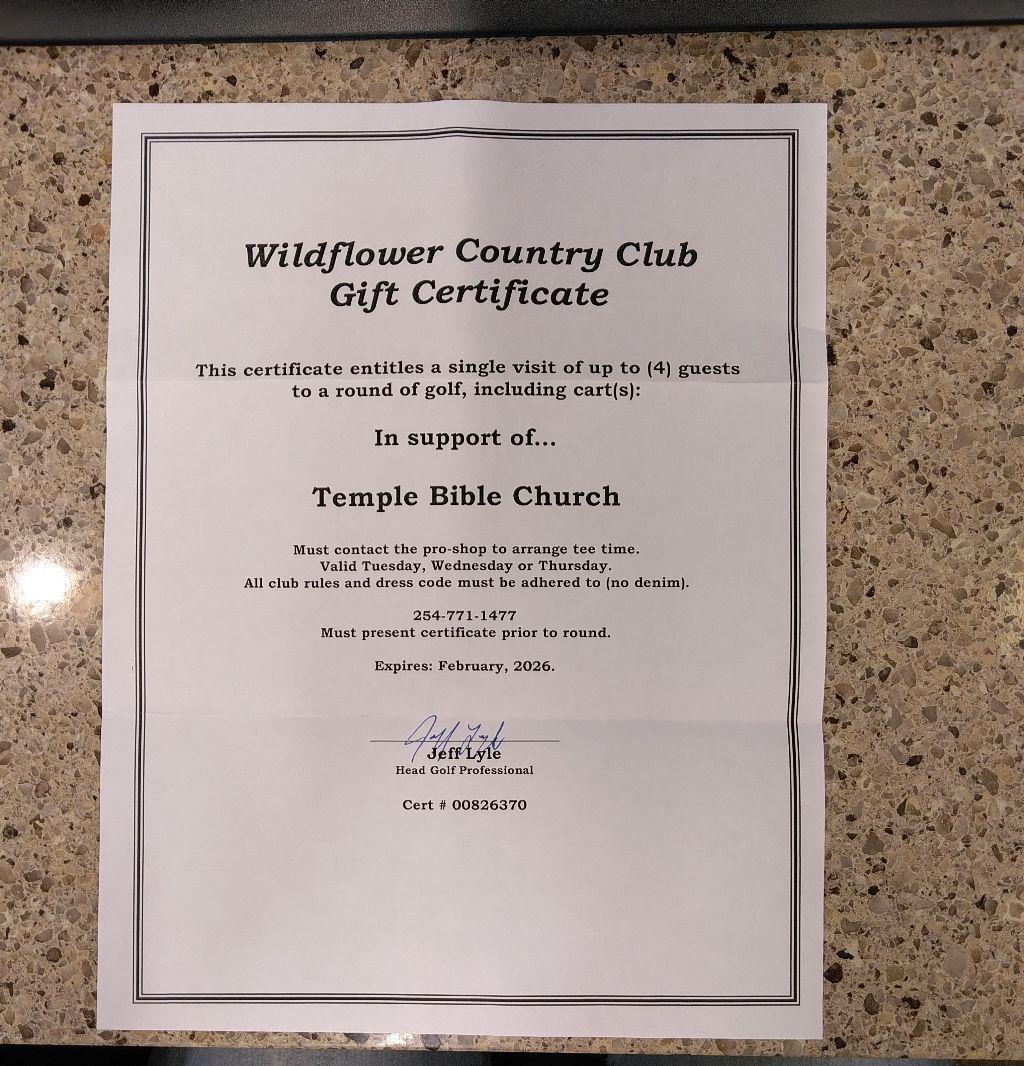 Wildflower Country Club
Gift Certificate
This certificate entitles a single visit of up to (4) guests
to a round of golf, including cart(s):
In support of...
Temple Bible Church
Must contact the pro-shop to arrange tee time.
Valid Tuesday, Wednesday or Thursday.
All club rules and dress code must be adhered to (no denim).
254-771-1477
Must present certificate prior to round.
Expires: February, 2026.
Jeff Lyle
Jeff Lyle
Head Golf Professional
Cert # 00826370